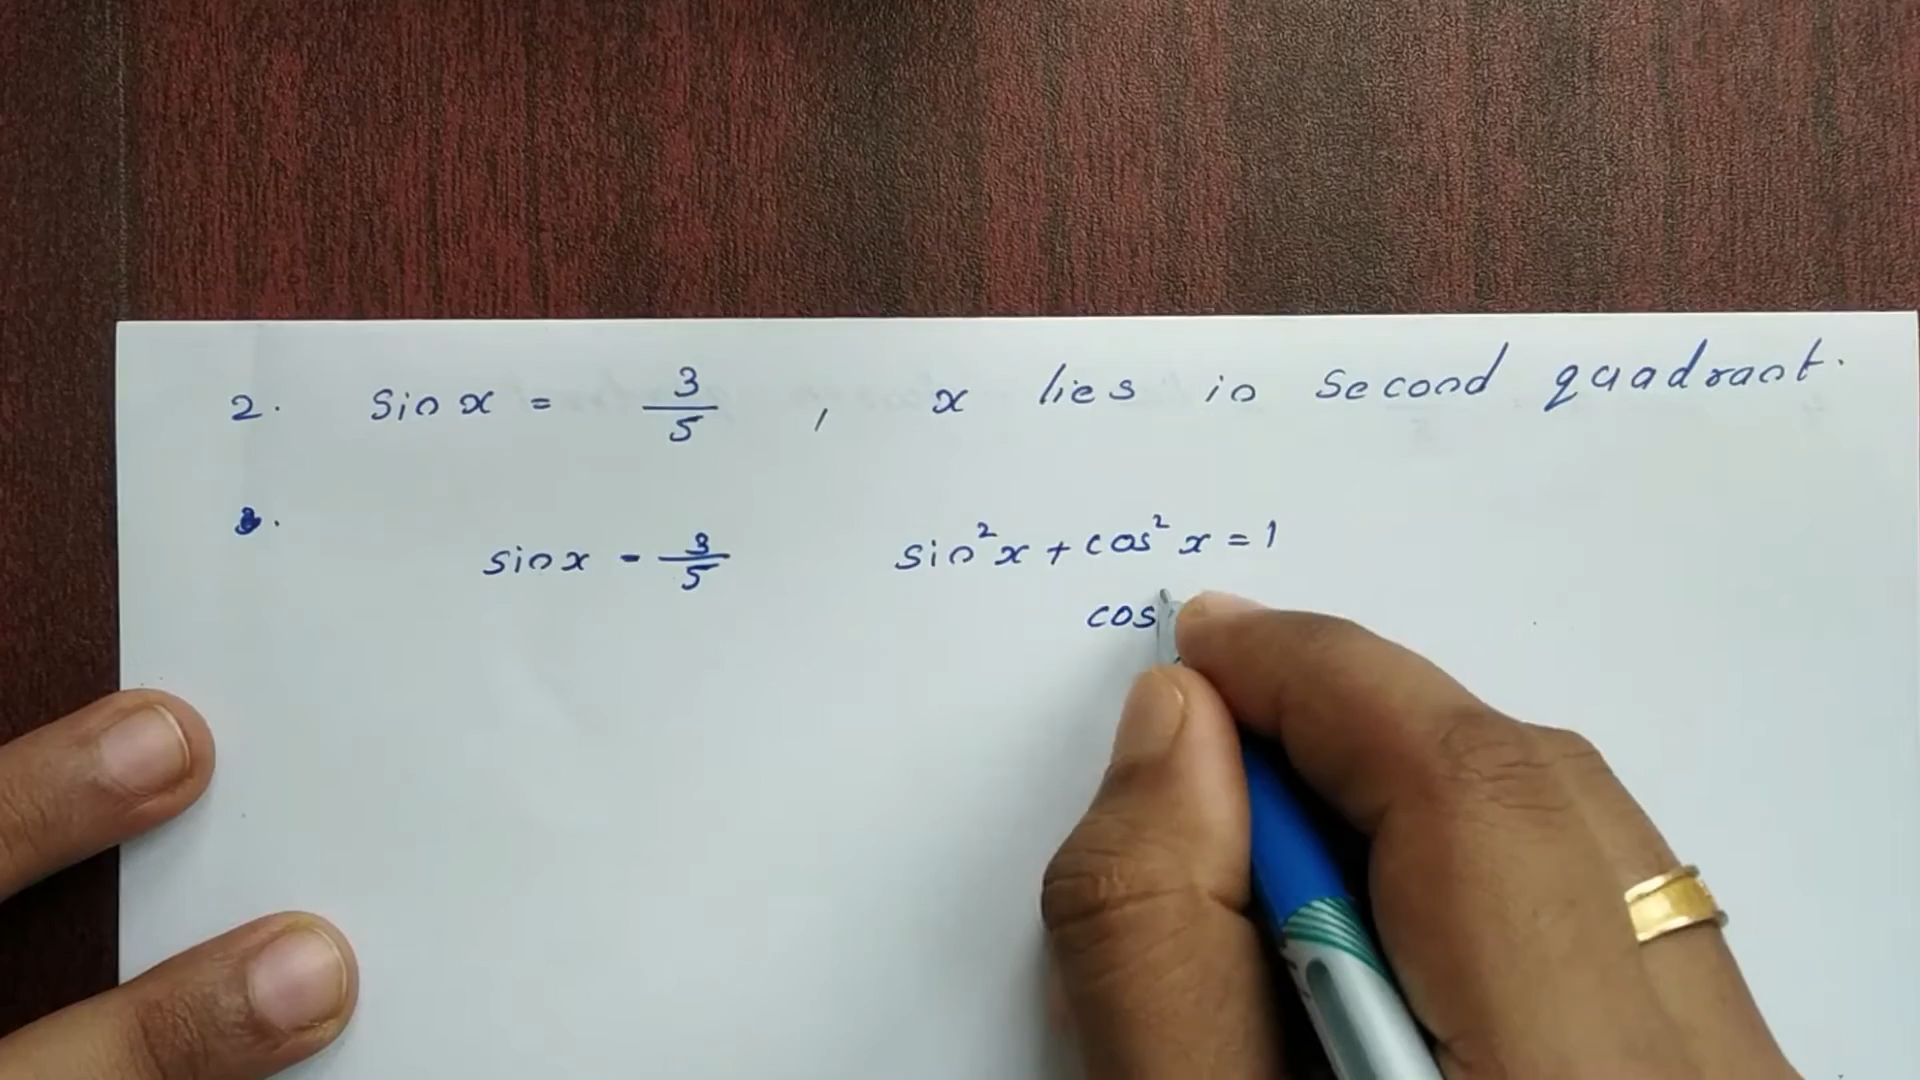 2. sin x = 3/5 , x lies in second quadrant.
sin x = 3/5 sin²x + cos²x = 1
cos